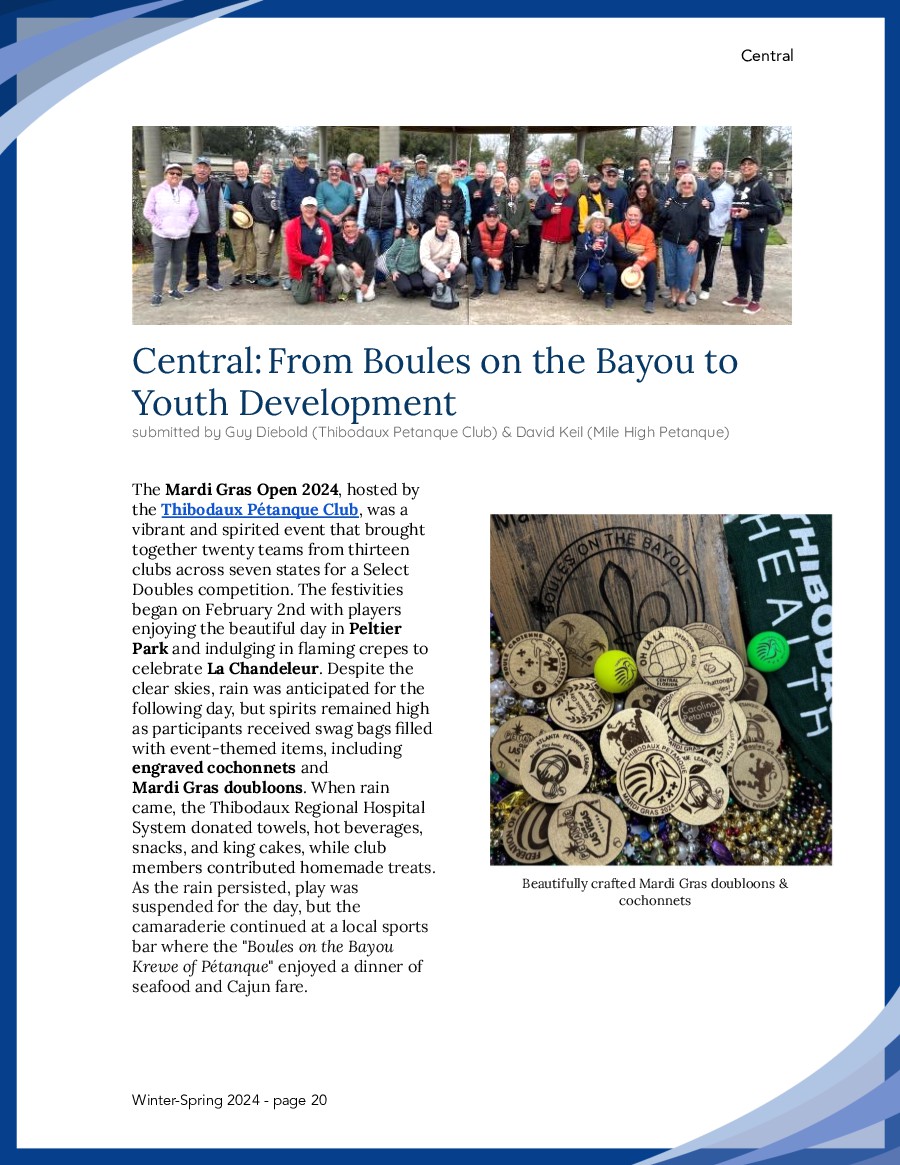 Central
Central: From Boules on the Bayou to
Youth Development
submitted by Guy Diebold (Thibodaux Petanque Club) & David Keil (Mile High Petanque)
The Mardi Gras Open 2024, hosted by
the Thibodaux Pétanque Club, was a
vibrant and spirited event that brought
together twenty teams from thirteen
clubs across seven states for a Select
Doubles competition. The festivities
began on February 2nd with players
enjoying the beautiful day in Peltier
Park and indulging in flaming crepes to
celebrate La Chandeleur. Despite the
clear skies, rain was anticipated for the
following day, but spirits remained high
as participants received swag bags filled
with event-themed items, including
engraved cochonnets and
Mardi Gras doubloons. When rain
came, the Thibodaux Regional Hospital
System donated towels, hot beverages,
snacks, and king cakes, while club
members contributed homemade treats.
As the rain persisted, play was
suspended for the day, but the
camaraderie continued at a local sports
bar where the "Boules on the Bayou
Krewe of Pétanque" enjoyed a dinner of
seafood and Cajun fare.
BOULES ON THE BAYOU
THIBODA
HEALTH
OH LÀ LÀ
CENTRAL
FLORIDA
Carolina
Petanque
ATLANTA PETANQUE
THIBODAUX PETANQUE
MARDI GRAS 2024
Beautifully crafted Mardi Gras doubloons &
cochonnets
Winter-Spring 2024 - page 20